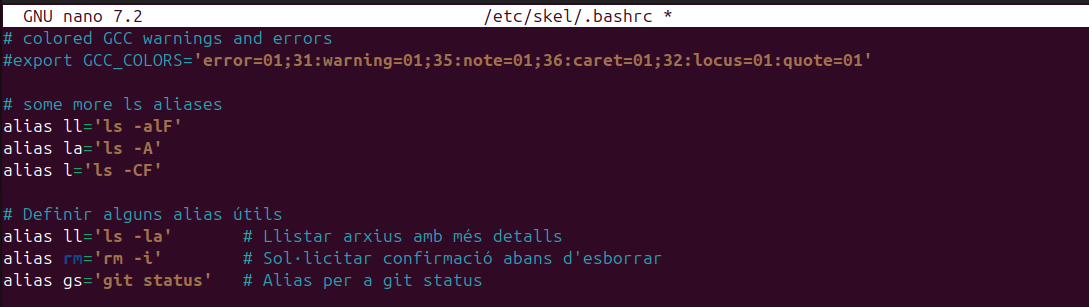 GNU nano 7.2 /etc/skel/.bashrc *
# colored GCC warnings and errors
#export GCC_COLORS='error=01;31:warning=01;35:note=01;36:caret=01;32:locus=01:quote=01'
# some more ls aliases
alias ll='ls -alF'
alias la='ls -A'
alias l='ls -CF'
# Definir alguns alias útils
alias ll='ls -la' # Llistar arxius amb més detalls
alias rm='rm -i' # Sol·licitar confirmació abans d'esborrar
alias gs='git status' # Alias per a git status